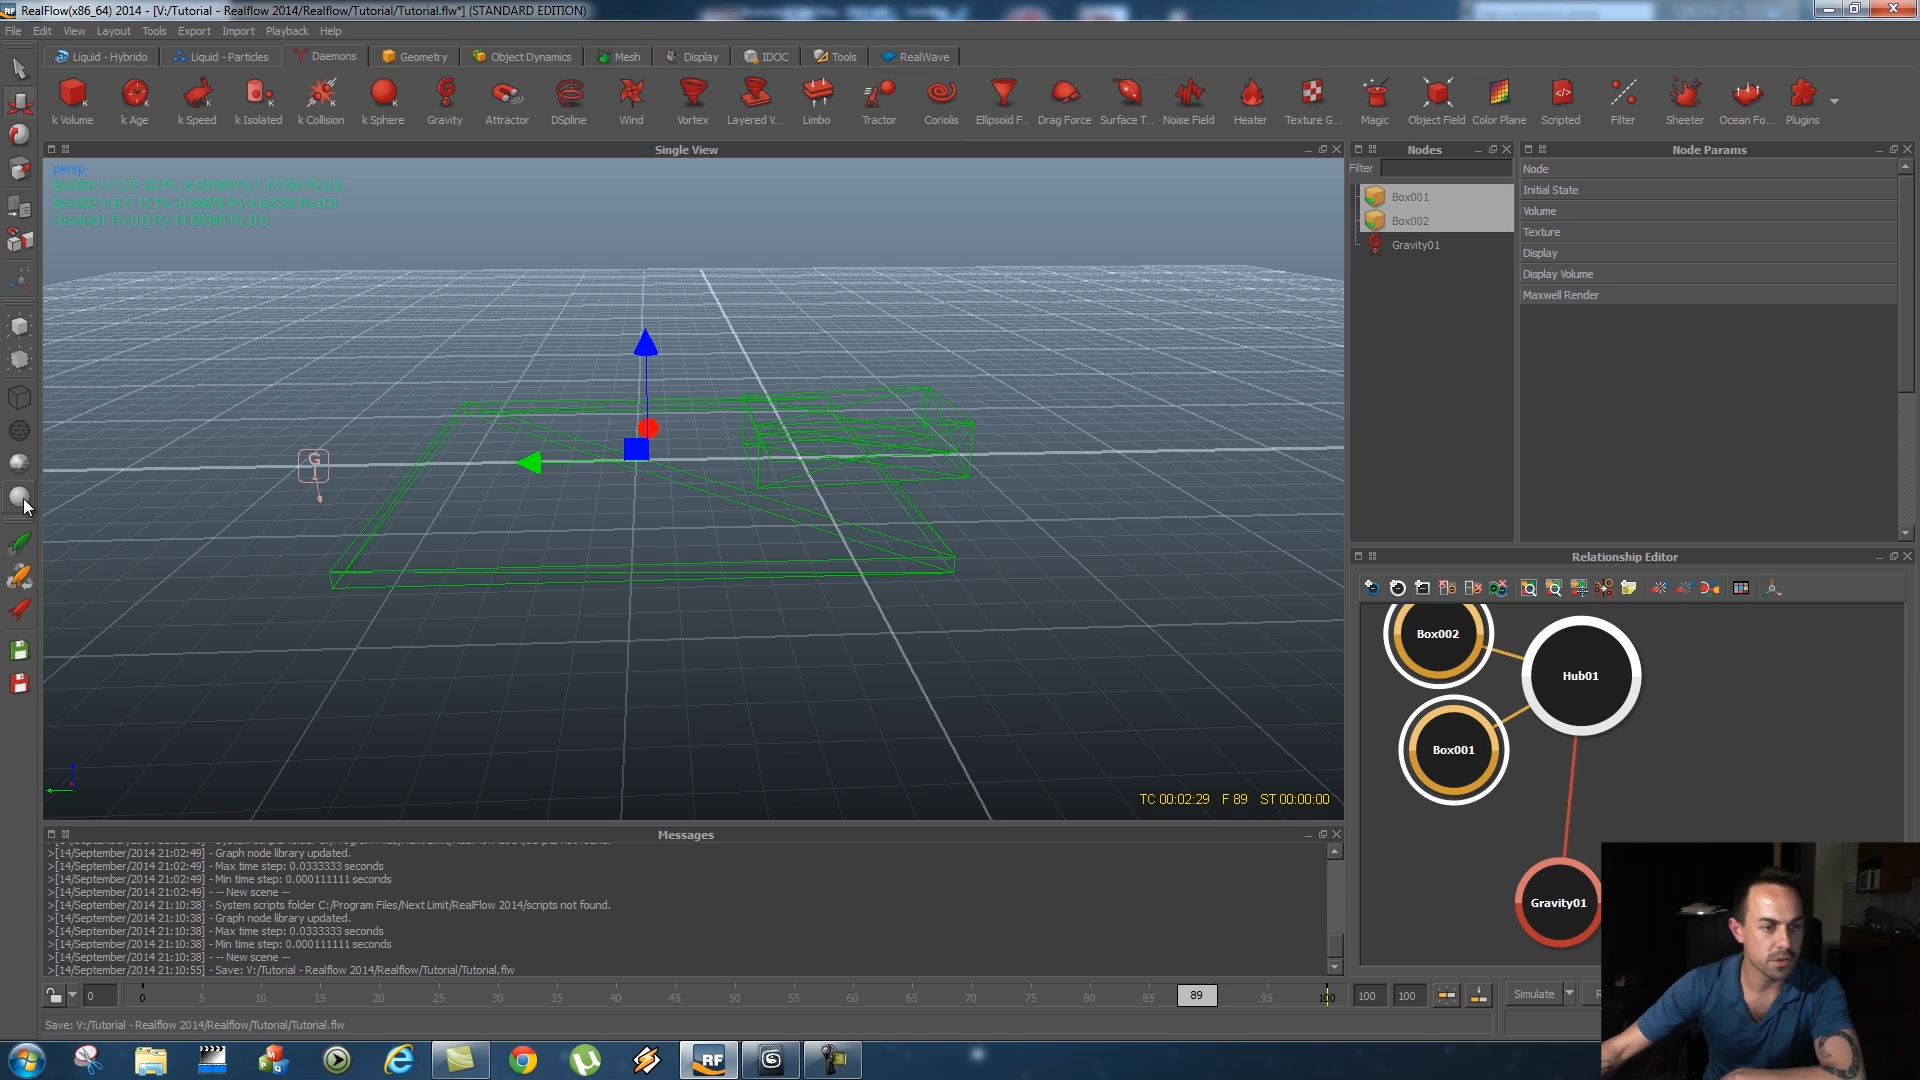 RealFlow(x86_64) 2014 - [V:/Tutorial - Realflow 2014/Realflow/Tutorial/Tutorial.flw*] (STANDARD EDITION)
File Edit View Layout Tools Export Import Playback Help
Liquid - Hybrido Liquid - Particles Daemons Geometry Object Dynamics Mesh Display IDOC Tools RealWave
k Volume k Age k Speed k Isolated k Collision k Sphere Gravity Attractor DSpline Wind Vortex Layered V... Limbo Tractor Coriolis Ellipsoid F... Drag Force Surface T... Noise Field Heater Texture G... Magic Object Field Color Plane Scripted Filter Sheeter Ocean Fo... Plugins
Single View
persp
Gravity01 Px:0.0 Py:14.55845 Pz:0.0
G
TC 00:02:29 F 89 ST 00:00:00
Nodes
Filter
Box001
Box002
Gravity01
Node Params
Node
Initial State
Volume
Texture
Display
Display Volume
Maxwell Render
Relationship Editor
Box002
Hub01
Box001
Gravity01
Messages
>[14/September/2014 21:02:49] - Graph node library updated.
>[14/September/2014 21:02:49] - Max time step: 0.0333333 seconds
>[14/September/2014 21:02:49] - Min time step: 0.000111111 seconds
>[14/September/2014 21:02:49] - -- New scene --
>[14/September/2014 21:10:38] - System scripts folder C:/Program Files/Next Limit/RealFlow 2014/scripts not found.
>[14/September/2014 21:10:38] - Graph node library updated.
>[14/September/2014 21:10:38] - Max time step: 0.0333333 seconds
>[14/September/2014 21:10:38] - Min time step: 0.000111111 seconds
>[14/September/2014 21:10:38] - -- New scene --
>[14/September/2014 21:10:55] - Save: V:/Tutorial - Realflow 2014/Realflow/Tutorial/Tutorial.flw
0 0 5 10 15 20 25 30 35 40 45 50 55 60 65 70 75 80 85 89 95 100 100 100 Simulate
Save: V:/Tutorial - Realflow 2014/Realflow/Tutorial/Tutorial.flw
RF